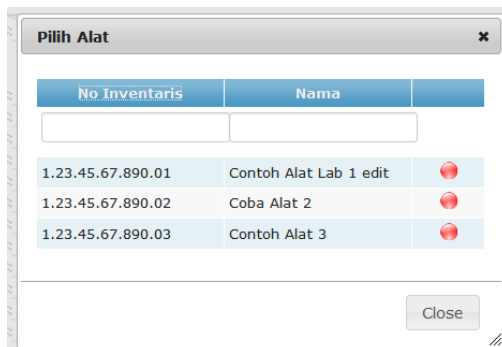 Pilih Alat
No Inventaris Nama
1.23.45.67.890.01 Contoh Alat Lab 1 edit
1.23.45.67.890.02 Coba Alat 2
1.23.45.67.890.03 Contoh Alat 3
Close